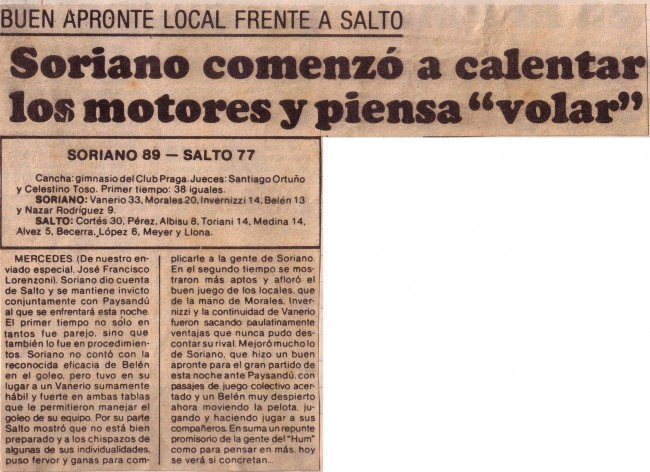 BUEN APRONTE LOCAL FRENTE A SALTO
Soriano comenzó a calentar
los motores y piensa "volar"
SORIANO 89 — SALTO 77
Cancha: gimnasio del Club Praga. Jueces: Santiago Ortuño
y Celestino Toso. Primer tiempo: 38 iguales.
SORIANO: Vanerio 33, Morales 20, Invernizzi 14, Belén 13
y Nazar Rodríguez 9.
SALTO: Cortés 30, Pérez, Albisu 8, Toriani 14, Medina 14,
Alvez 5, Becerra, López 6, Meyer y Llona.
MERCEDES. (De nuestro en-
viado especial, José Francisco
Lorenzoni). Soriano dio cuenta
de Salto y se mantiene invicto
conjuntamente con Paysandú
al que se enfrentará esta noche.
El primer tiempo no sólo en
tantos fue parejo, sino que
también lo fue en procedimien-
tos. Soriano no contó con la
reconocida eficacia de Belén
en el goleo, pero tuvo en su
lugar a un Vanerio sumamente
hábil y fuerte en ambas tablas
que le permitieron manejar el
goleo de su equipo. Por su parte
Salto mostró que no está bien
preparado y a los chispazos de
algunas de sus individualidades,
puso fervor y ganas para com-
plicarle a la gente de Soriano.
En el segundo tiempo se mos-
traron más aptos y afloró el
buen juego de los locales, que
de la mano de Morales, Inver-
nizzi y la continuidad de Vanerio
fueron sacando paulatinamente
ventajas que nunca pudo des-
contar su rival. Mejoró mucho lo
de Soriano, que hizo un buen
apronte para el gran partido de
esta noche ante Paysandú, con
pasajes de juego colectivo acer-
tado y un Belén muy despierto
ahora moviendo la pelota, ju-
gando y haciendo jugar a sus
compañeros. En suma un repunte
promisorio de la gente del "Hum"
como para pensar en más, hoy
se verá si concretan...